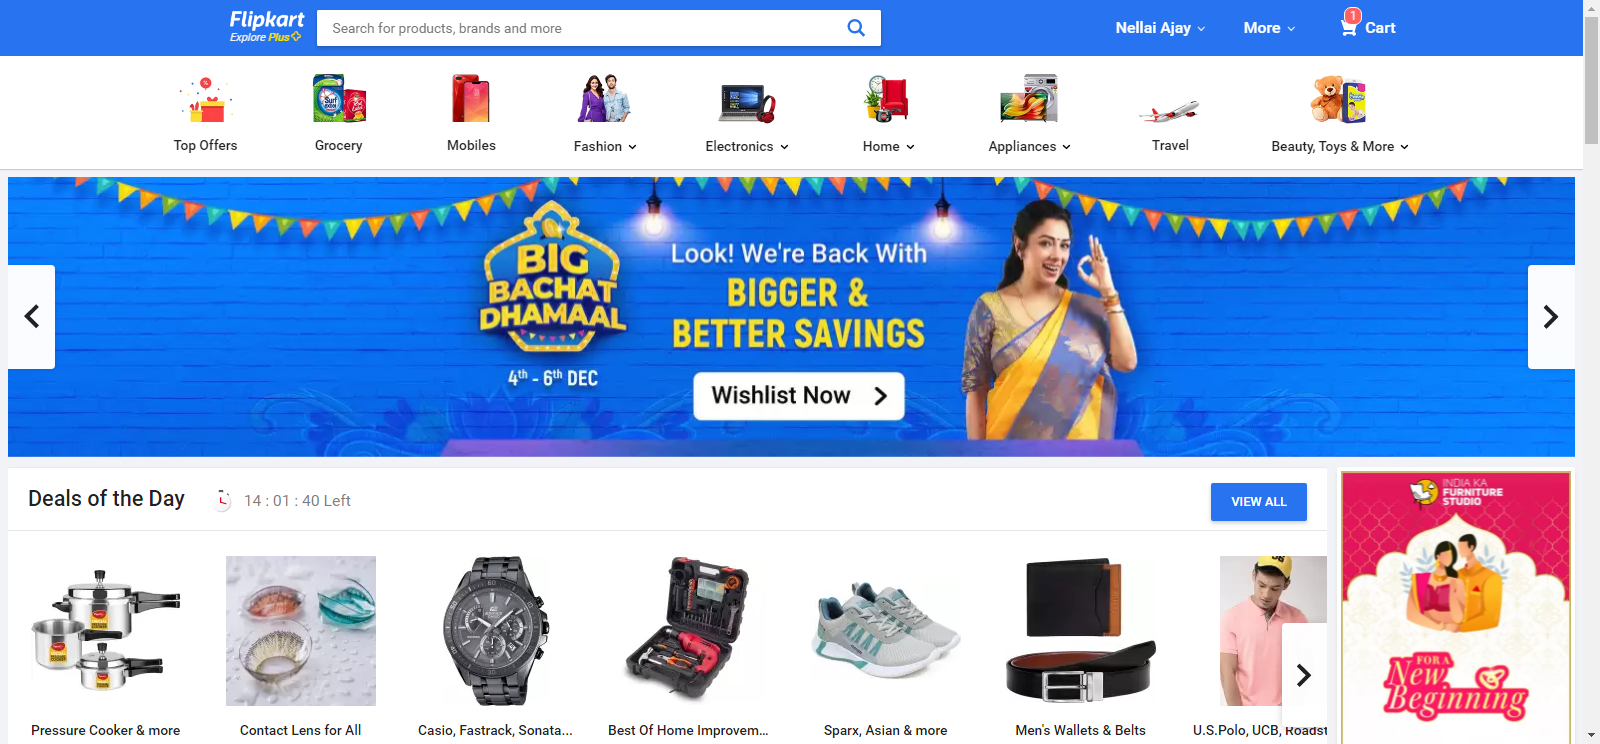 Flipkart
Explore Plus
Search for products, brands and more
Nellai Ajay
More
1
Cart
Top Offers
Grocery
Mobiles
Fashion
Electronics
Home
Appliances
Travel
Beauty, Toys & More
BIG
BACHAT
DHAMAAL
4th - 6th DEC
Look! We're Back With
BIGGER &
BETTER SAVINGS
Wishlist Now
Deals of the Day
14 : 01 : 40 Left
VIEW ALL
INDIA KA
FURNITURE
STUDIO
FOR A
New
Beginning
Pressure Cooker & more
Contact Lens for All
Casio, Fastrack, Sonata...
Best Of Home Improvem...
Sparx, Asian & more
Men's Wallets & Belts
U.S.Polo, UCB, Roadst